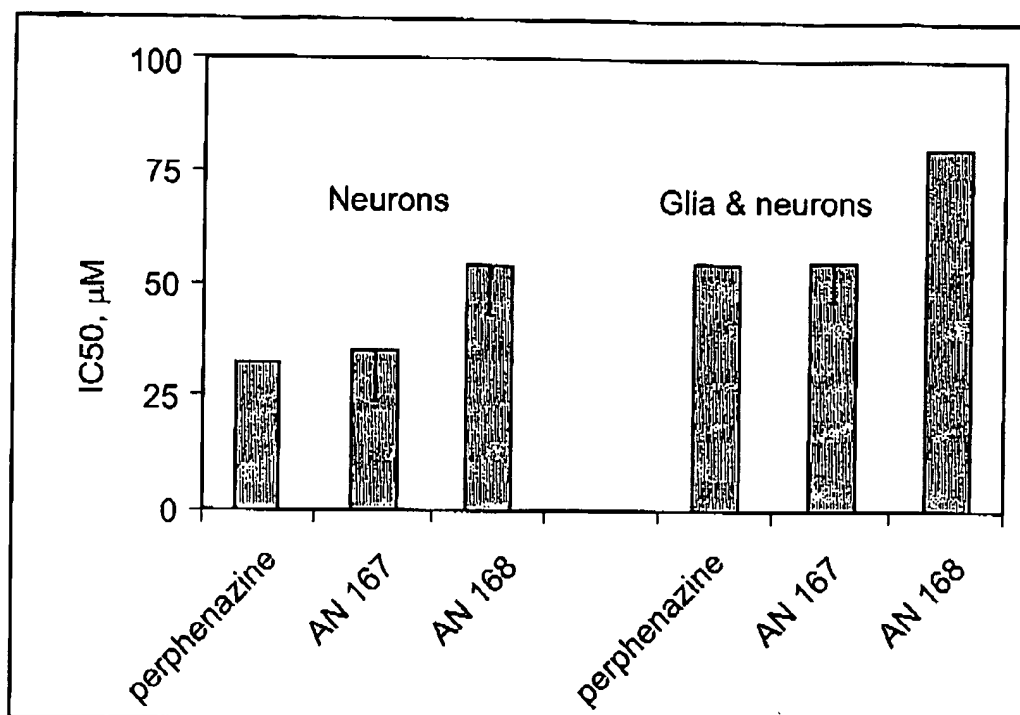 100
75
50
25
0
IC50, µM
Neurons
Glia & neurons
perphenazine
AN 167
AN 168
perphenazine
AN 167
AN 168